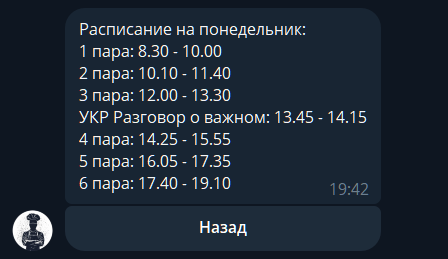 Расписание на понедельник:
1 пара: 8.30 - 10.00
2 пара: 10.10 - 11.40
3 пара: 12.00 - 13.30
УКР Разговор о важном: 13.45 - 14.15
4 пара: 14.25 - 15.55
5 пара: 16.05 - 17.35
6 пара: 17.40 - 19.10
19:42
Назад